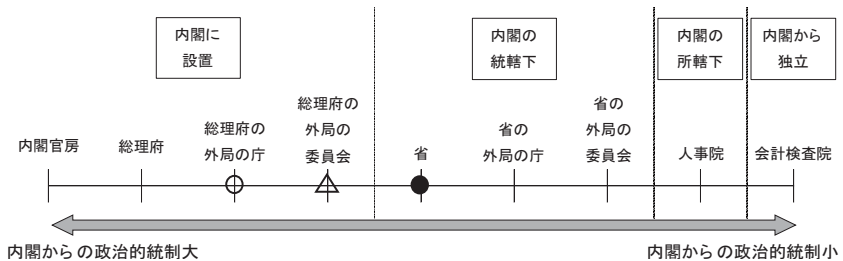 内閣に
設置
内閣の
統轄下
内閣の
所轄下
内閣から
独立
内閣官房
総理府
総理府の
外局の庁
総理府の
外局の
委員会
省
省の
外局の庁
省の
外局の
委員会
人事院
会計検査院
内閣からの政治的統制大
内閣からの政治的統制小